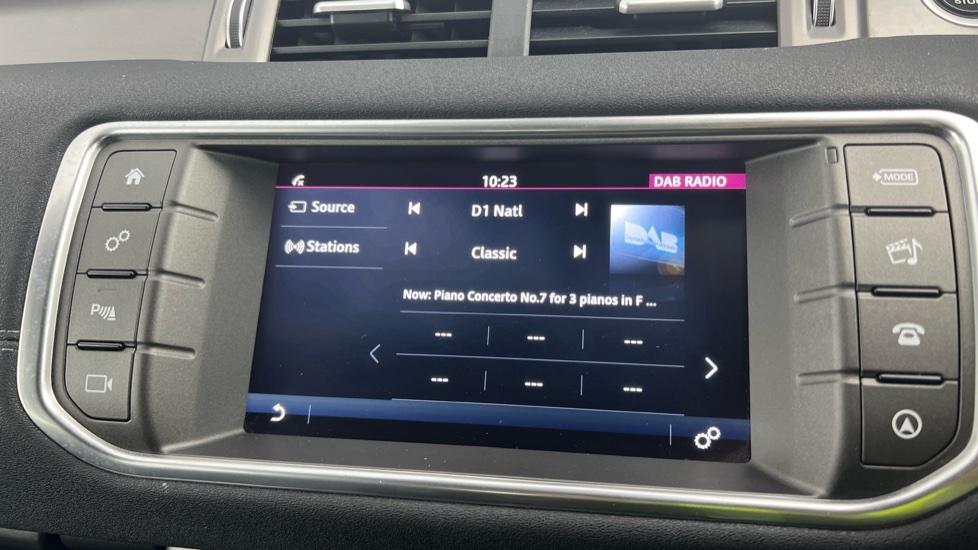 STO
10:23
DAB RADIO
MODE
Source
D1 Natl
DAB
Stations
Classic
Now: Piano Concerto No.7 for 3 pianos in F ...
P
--- --- ---
--- --- ---